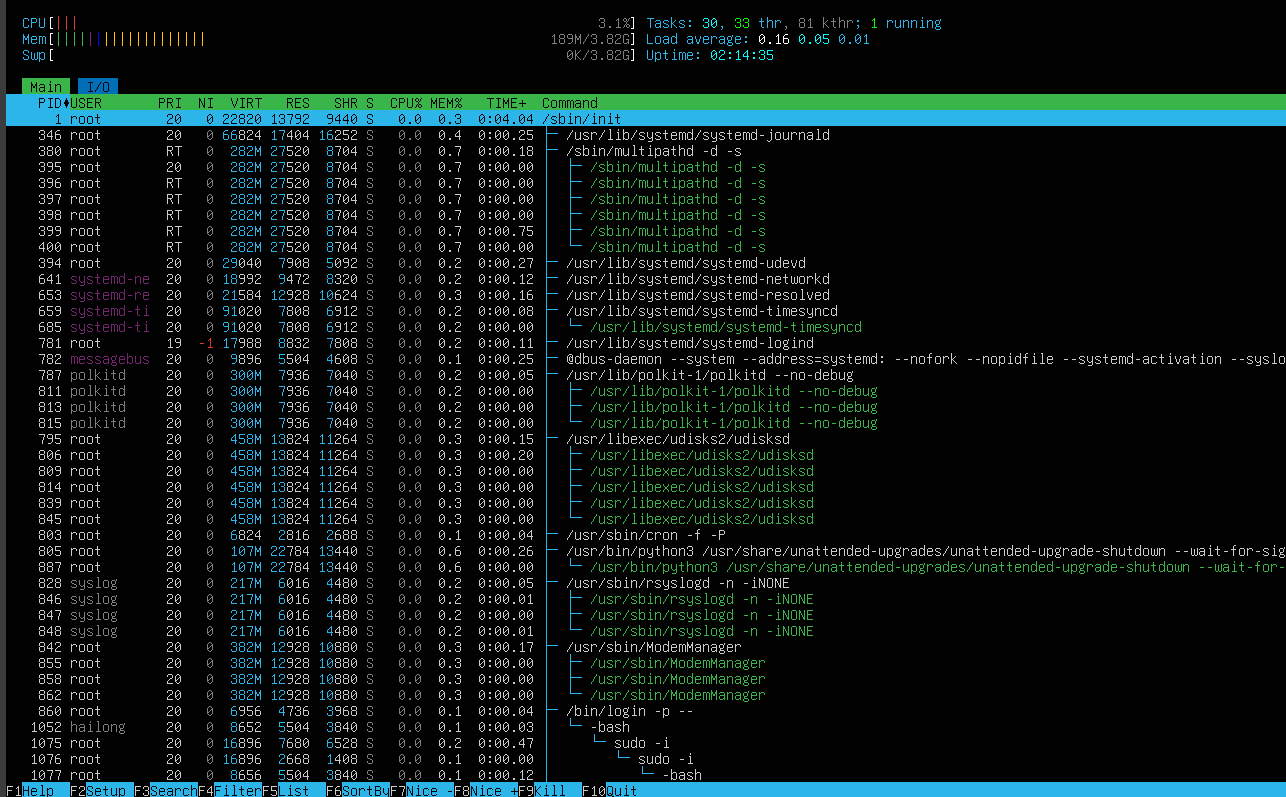 CPU[||| 3.1%] Tasks: 30, 33 thr, 81 kthr; 1 running
Mem[||||||||||||||||||| 189M/3.82G] Load average: 0.16 0.05 0.01
Swp[ 0K/3.82G] Uptime: 02:14:35
Main I/O
PID♦USER PRI NI VIRT RES SHR S CPU% MEM% TIME+ Command
1 root 20 0 22820 13792 9440 S 0.0 0.3 0:04.04 /sbin/init
346 root 20 0 66824 17404 16252 S 0.0 0.4 0:00.25 ├─ /usr/lib/systemd/systemd-journald
380 root RT 0 282M 27520 8704 S 0.0 0.7 0:00.18 ├─ /sbin/multipathd -d -s
395 root 20 0 282M 27520 8704 S 0.0 0.7 0:00.00 │ ├─ /sbin/multipathd -d -s
396 root RT 0 282M 27520 8704 S 0.0 0.7 0:00.00 │ ├─ /sbin/multipathd -d -s
397 root RT 0 282M 27520 8704 S 0.0 0.7 0:00.00 │ ├─ /sbin/multipathd -d -s
398 root RT 0 282M 27520 8704 S 0.0 0.7 0:00.00 │ ├─ /sbin/multipathd -d -s
399 root RT 0 282M 27520 8704 S 0.0 0.7 0:00.75 │ ├─ /sbin/multipathd -d -s
400 root RT 0 282M 27520 8704 S 0.0 0.7 0:00.00 │ └─ /sbin/multipathd -d -s
394 root 20 0 29040 7908 5092 S 0.0 0.2 0:00.27 ├─ /usr/lib/systemd/systemd-udevd
641 systemd-ne 20 0 18992 9472 8320 S 0.0 0.2 0:00.12 ├─ /usr/lib/systemd/systemd-networkd
653 systemd-re 20 0 21584 12928 10624 S 0.0 0.3 0:00.16 ├─ /usr/lib/systemd/systemd-resolved
659 systemd-ti 20 0 91020 7808 6912 S 0.0 0.2 0:00.08 ├─ /usr/lib/systemd/systemd-timesyncd
685 systemd-ti 20 0 91020 7808 6912 S 0.0 0.2 0:00.00 │ └─ /usr/lib/systemd/systemd-timesyncd
781 root 19 -1 17988 8832 7808 S 0.0 0.2 0:00.11 ├─ /usr/lib/systemd/systemd-logind
782 messagebus 20 0 9896 5504 4608 S 0.0 0.1 0:00.25 ├─ @dbus-daemon --system --address=systemd: --nofork --nopidfile --systemd-activation --syslo
787 polkitd 20 0 300M 7936 7040 S 0.0 0.2 0:00.05 ├─ /usr/lib/polkit-1/polkitd --no-debug
811 polkitd 20 0 300M 7936 7040 S 0.0 0.2 0:00.00 │ ├─ /usr/lib/polkit-1/polkitd --no-debug
813 polkitd 20 0 300M 7936 7040 S 0.0 0.2 0:00.00 │ ├─ /usr/lib/polkit-1/polkitd --no-debug
815 polkitd 20 0 300M 7936 7040 S 0.0 0.2 0:00.00 │ └─ /usr/lib/polkit-1/polkitd --no-debug
795 root 20 0 458M 13824 11264 S 0.0 0.3 0:00.15 ├─ /usr/libexec/udisks2/udisksd
806 root 20 0 458M 13824 11264 S 0.0 0.3 0:00.20 │ ├─ /usr/libexec/udisks2/udisksd
809 root 20 0 458M 13824 11264 S 0.0 0.3 0:00.00 │ ├─ /usr/libexec/udisks2/udisksd
814 root 20 0 458M 13824 11264 S 0.0 0.3 0:00.00 │ ├─ /usr/libexec/udisks2/udisksd
839 root 20 0 458M 13824 11264 S 0.0 0.3 0:00.00 │ ├─ /usr/libexec/udisks2/udisksd
845 root 20 0 458M 13824 11264 S 0.0 0.3 0:00.00 │ └─ /usr/libexec/udisks2/udisksd
803 root 20 0 6824 2816 2688 S 0.0 0.1 0:00.04 ├─ /usr/sbin/cron -f -P
805 root 20 0 107M 22784 13440 S 0.0 0.6 0:00.26 ├─ /usr/bin/python3 /usr/share/unattended-upgrades/unattended-upgrade-shutdown --wait-for-sig
887 root 20 0 107M 22784 13440 S 0.0 0.6 0:00.00 │ └─ /usr/bin/python3 /usr/share/unattended-upgrades/unattended-upgrade-shutdown --wait-for-
828 syslog 20 0 217M 6016 4480 S 0.0 0.2 0:00.05 ├─ /usr/sbin/rsyslogd -n -iNONE
846 syslog 20 0 217M 6016 4480 S 0.0 0.2 0:00.01 │ ├─ /usr/sbin/rsyslogd -n -iNONE
847 syslog 20 0 217M 6016 4480 S 0.0 0.2 0:00.00 │ ├─ /usr/sbin/rsyslogd -n -iNONE
848 syslog 20 0 217M 6016 4480 S 0.0 0.2 0:00.01 │ └─ /usr/sbin/rsyslogd -n -iNONE
842 root 20 0 382M 12928 10880 S 0.0 0.3 0:00.17 ├─ /usr/sbin/ModemManager
855 root 20 0 382M 12928 10880 S 0.0 0.3 0:00.00 │ ├─ /usr/sbin/ModemManager
858 root 20 0 382M 12928 10880 S 0.0 0.3 0:00.00 │ ├─ /usr/sbin/ModemManager
862 root 20 0 382M 12928 10880 S 0.0 0.3 0:00.00 │ └─ /usr/sbin/ModemManager
860 root 20 0 6956 4736 3968 S 0.0 0.1 0:00.04 ├─ /bin/login -p --
1052 hailong 20 0 8652 5504 3840 S 0.0 0.1 0:00.03 │ └─ -bash
1075 root 20 0 16896 7680 6528 S 0.0 0.2 0:00.47 │ └─ sudo -i
1076 root 20 0 16896 2668 1408 S 0.0 0.1 0:00.00 │ └─ sudo -i
1077 root 20 0 8656 5504 3840 S 0.0 0.1 0:00.12 │ └─ -bash
F1Help F2Setup F3SearchF4FilterF5List F6SortByF7Nice -F8Nice +F9Kill F10Quit